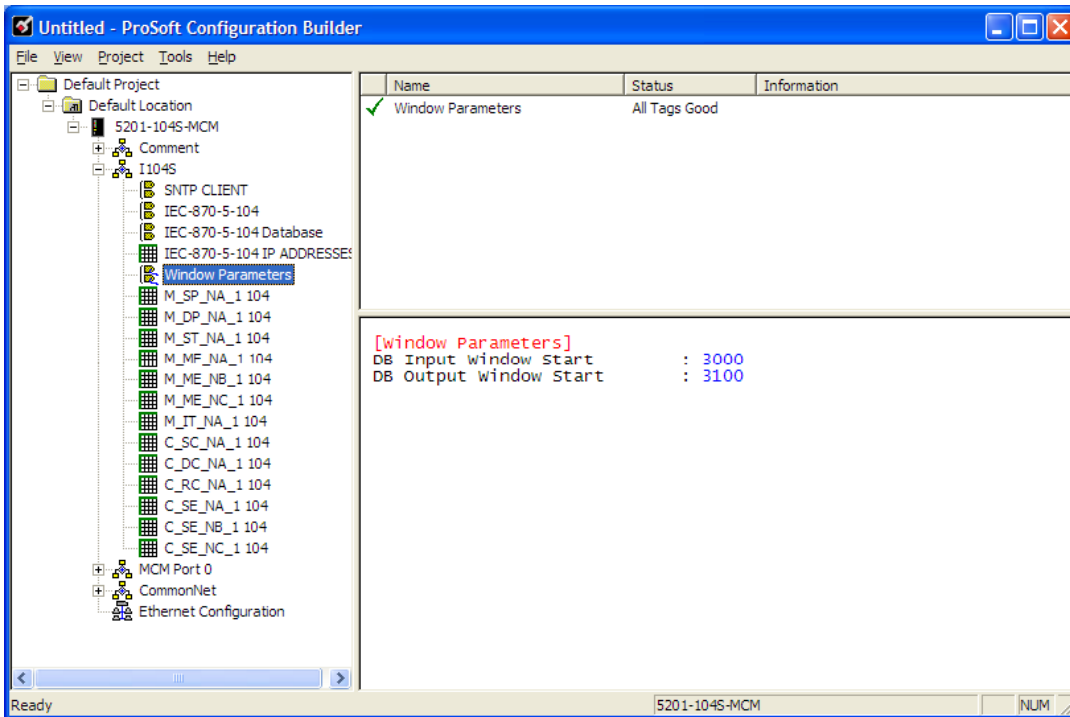 Untitled - ProSoft Configuration Builder
File View Project Tools Help
Default Project
Default Location
5201-104S-MCM
Comment
I104S
SNTP CLIENT
IEC-870-5-104
IEC-870-5-104 Database
IEC-870-5-104 IP ADDRESSES
Window Parameters
M_SP_NA_1 104
M_DP_NA_1 104
M_ST_NA_1 104
M_ME_NA_1 104
M_ME_NB_1 104
M_ME_NC_1 104
M_IT_NA_1 104
C_SC_NA_1 104
C_DC_NA_1 104
C_RC_NA_1 104
C_SE_NA_1 104
C_SE_NB_1 104
C_SE_NC_1 104
MCM Port 0
CommonNet
Ethernet Configuration
Name Status Information
Window Parameters All Tags Good
[Window Parameters]
DB Input Window Start : 3000
DB Output Window Start : 3100
Ready 5201-104S-MCM NUM